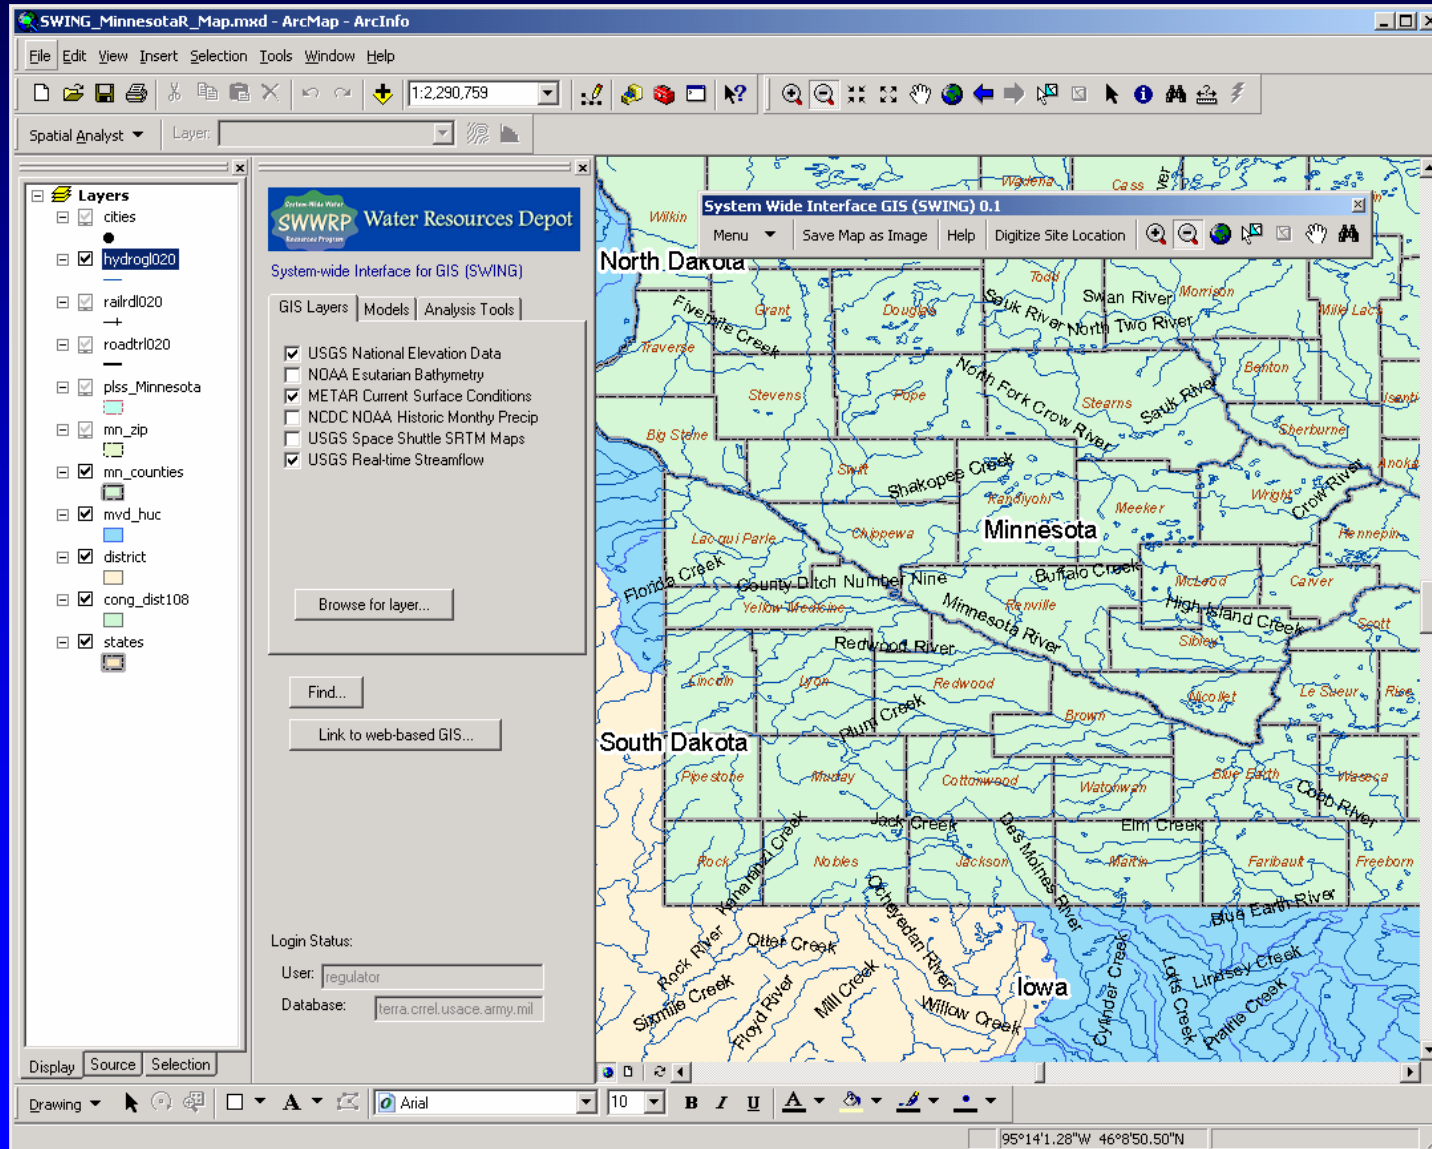 SWING_MinnesotaR_Map.mxd - ArcMap - ArcInfo
File Edit View Insert Selection Tools Window Help
1:2,290,759
Spatial Analyst Layer:
Layers
cities
hydrogl020
railrdl020
roadtrl020
plss_Minnesota
mn_zip
mn_counties
mvd_huc
district
cong_dist108
states
Display Source Selection
System-Wide Water
SWWRP
Resources Program
Water Resources Depot
System-wide Interface for GIS (SWING)
GIS Layers Models Analysis Tools
USGS National Elevation Data
NOAA Esutarian Bathymetry
METAR Current Surface Conditions
NCDC NOAA Historic Monthy Precip
USGS Space Shuttle SRTM Maps
USGS Real-time Streamflow
Browse for layer...
Find...
Link to web-based GIS...
Login Status:
User: regulator
Database: terra.crrel.usace.army.mil
System Wide Interface GIS (SWING) 0.1
Menu Save Map as Image Help Digitize Site Location
Wadena
Cass
Wilkin
North Dakota
Todd
Swan River
Morrison
Grant
Douglas
Sauk River
North Two River
Mille Lacs
Fivemile Creek
Traverse
Benton
Stevens
Pope
North Fork Crow River
Stearns
Sauk River
Isanti
Big Stone
Sherburne
Swift
Shakopee Creek
Kandiyohi
Meeker
Wright
Crow River
Anoka
Lac qui Parle
Chippewa
Minnesota
Hennepin
Florida Creek
County Ditch Number Nine
Buffalo Creek
McLeod
Carver
Yellow Medicine
Minnesota River
Renville
High Island Creek
Scott
Redwood River
Sibley
Lincoln
Lyon
Redwood
Nicollet
Le Sueur
Rice
Plum Creek
Brown
South Dakota
Pipestone
Murray
Cottonwood
Watonwan
Blue Earth
Waseca
Cobb River
Jack Creek
Des Moines River
Elm Creek
Rock
Kanaranzi Creek
Nobles
Jackson
Martin
Faribault
Freeborn
Ocheyedan River
Blue Earth River
Rock River
Otter Creek
Sixmile Creek
Floyd River
Mill Creek
Willow Creek
Iowa
Cylinder Creek
Lotts Creek
Lindsey Creek
Prairie Creek
Drawing A Arial 10 B I U A
95°14'1.28"W 46°8'50.50"N